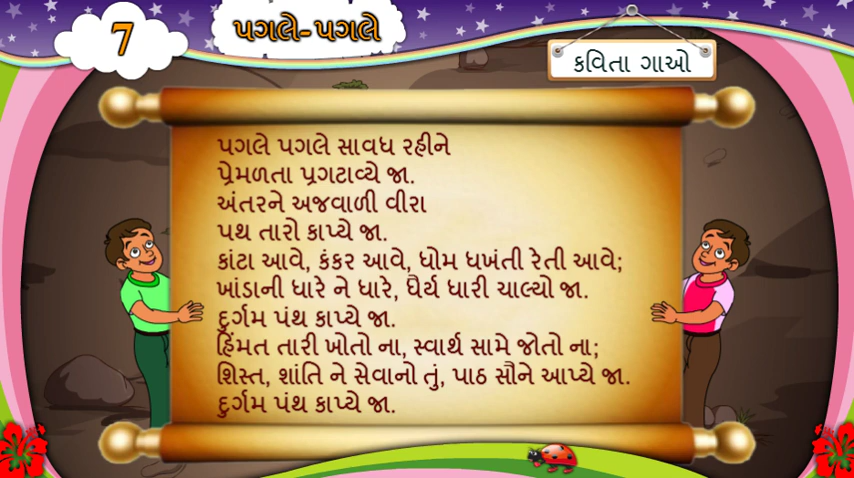 7
પગલે-પગલે
કવિતા ગાઓ
પગલે પગલે સાવધ રહીને
પ્રેમળતા પ્રગટાવ્યે જા.
અંતરને અજવાળી વીરા
પથ તારો કાપ્યે જા.
કાંટા આવે, કંકર આવે, ધોમ ધખંતી રેતી આવે;
ખાંડાની ધારે ને ધારે, ધૈર્ય ધારી ચાલ્યો જા.
દુર્ગમ પંથ કાપ્યે જા.
હિંમત તારી ખોતો ના, સ્વાર્થ સામે જોતો ના;
શિસ્ત, શાંતિ ને સેવાનો તું, પાઠ સૌને આપ્યે જા.
દુર્ગમ પંથ કાપ્યે જા.